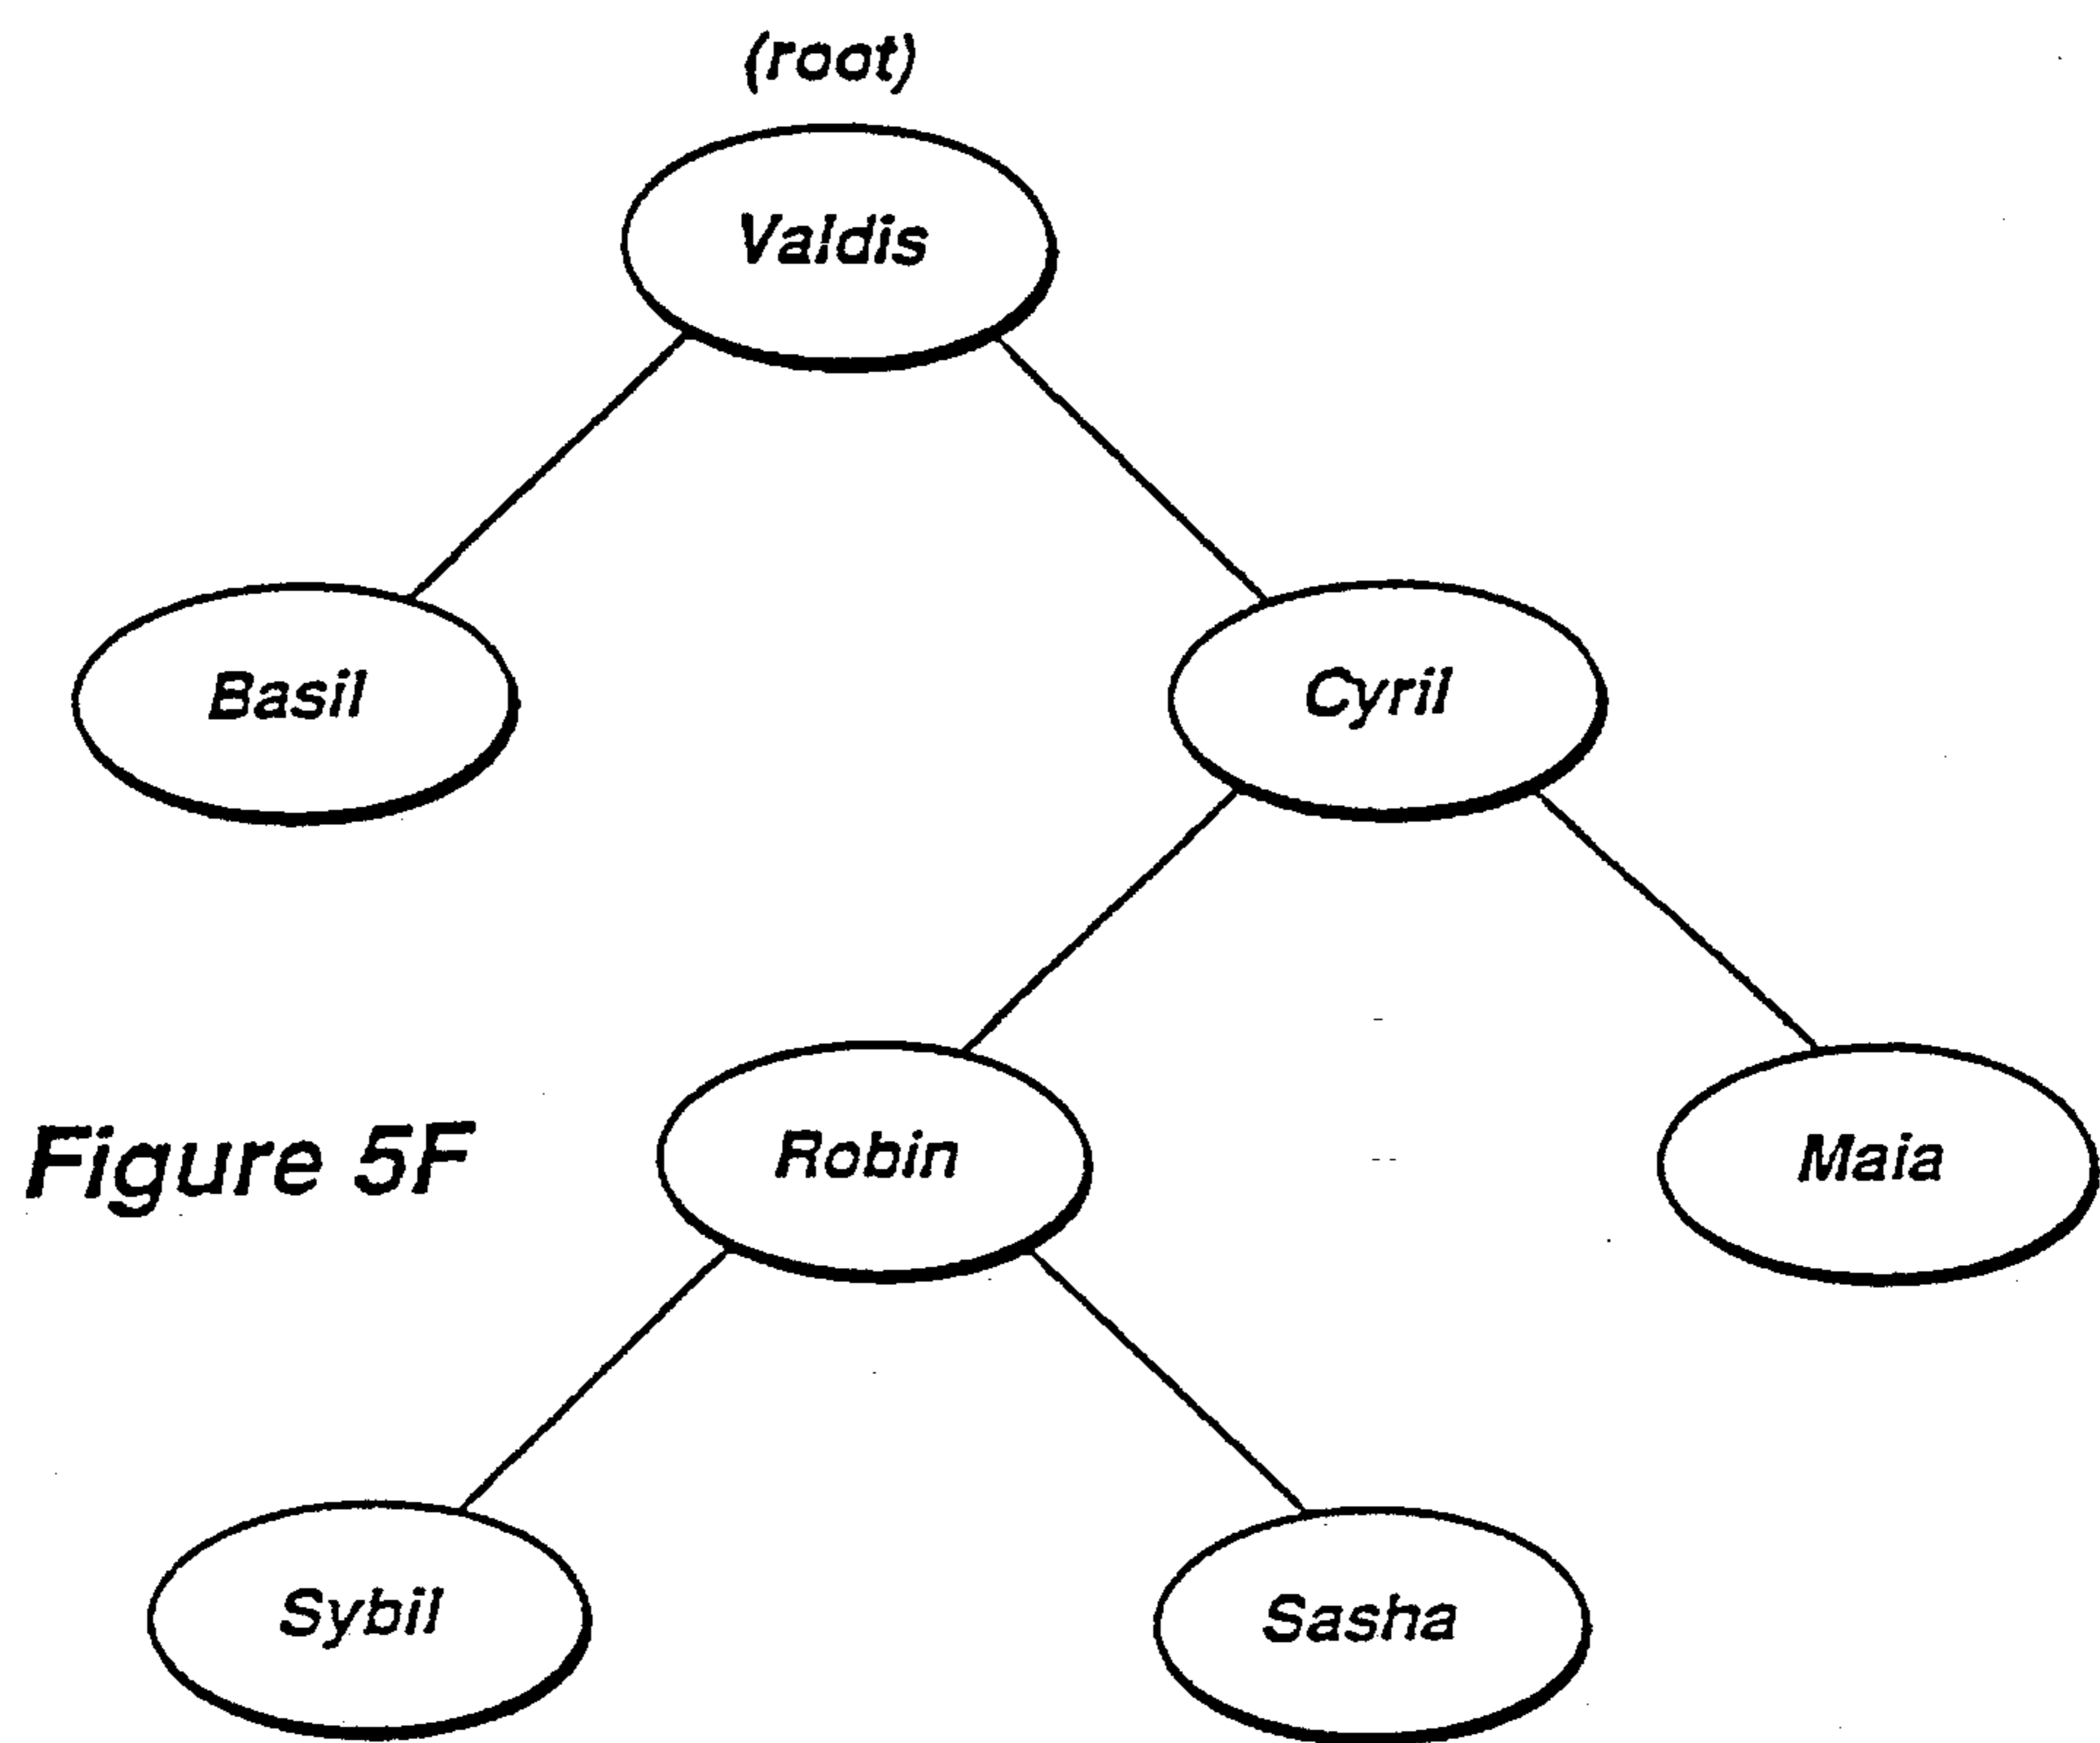 (root)
Valdis
Basil
Cyril
Figure 5F
Robin
Maia
Sybil
Sasha